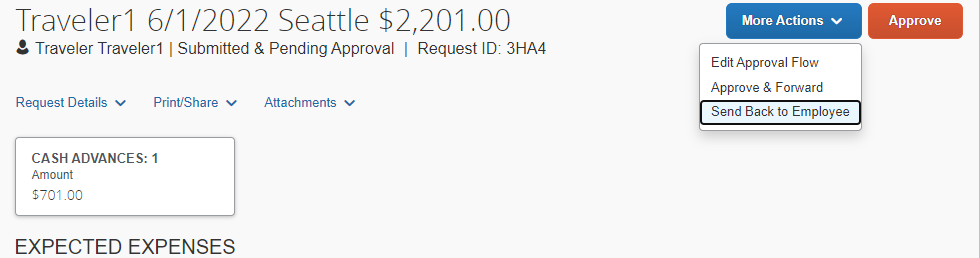 Traveler1 6/1/2022 Seattle $2,201.00
More Actions
Approve
Traveler Traveler1 | Submitted & Pending Approval | Request ID: 3HA4
Edit Approval Flow
Approve & Forward
Send Back to Employee
Request Details
Print/Share
Attachments
CASH ADVANCES: 1
Amount
$701.00
EXPECTED EXPENSES